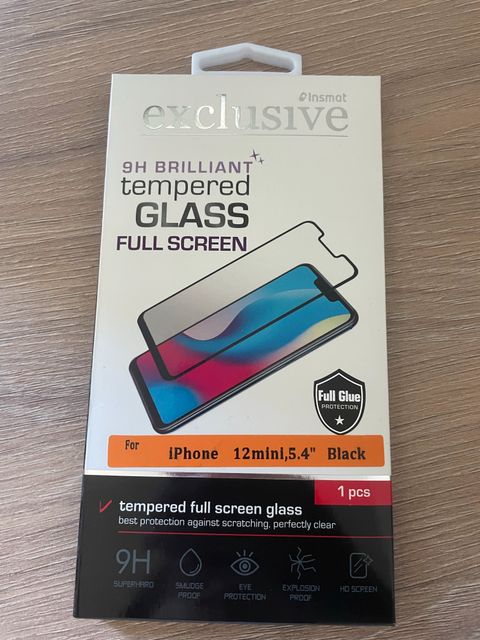 Insmat
exclusive
9H BRILLIANT
tempered
GLASS
FULL SCREEN
Full Glue
PROTECTION
For iPhone 12mini,5.4" Black
1 pcs
tempered full screen glass
best protection against scratching, perfectly clear
9H
SUPERHARD
SMUDGE
PROOF
EYE
PROTECTION
EXPLOSION
PROOF
HD SCREEN